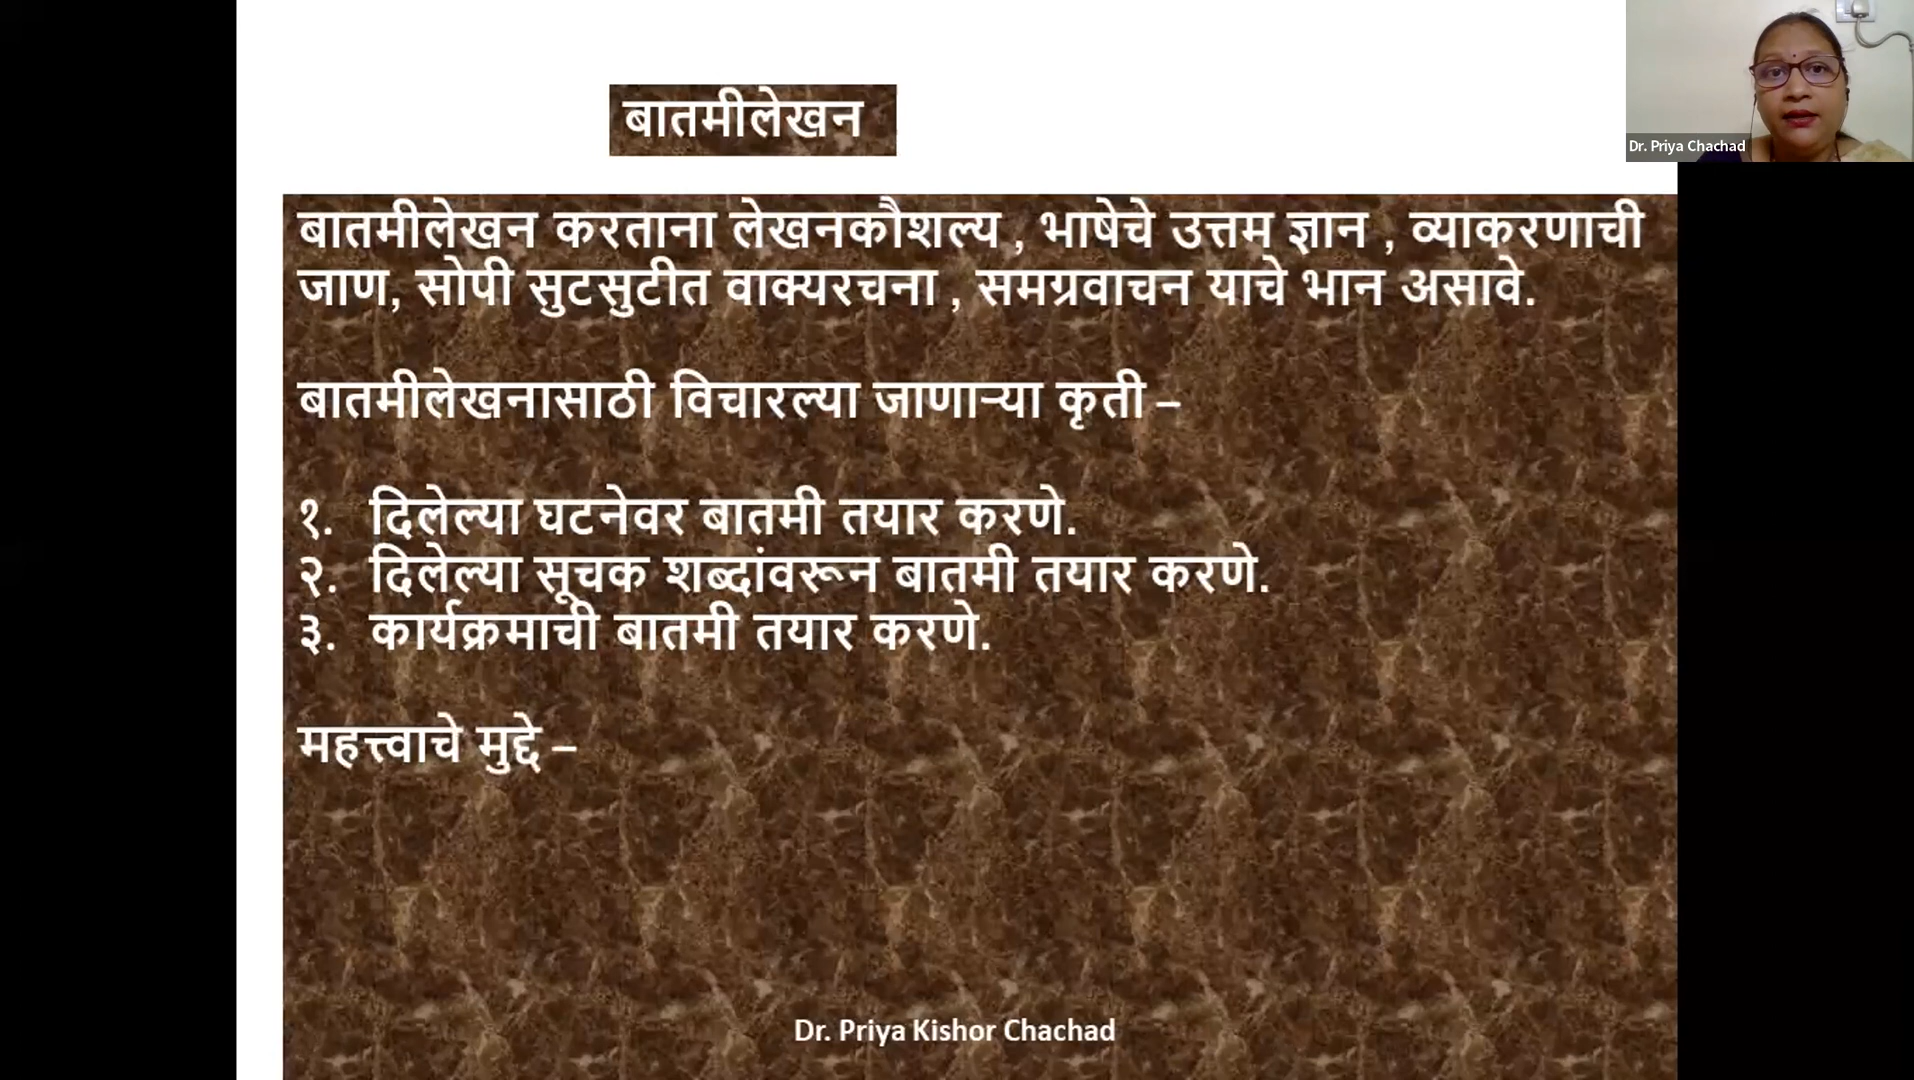 बातमीलेखन
Dr. Priya Chachad
बातमीलेखन करताना लेखनकौशल्य , भाषेचे उत्तम ज्ञान , व्याकरणाची
जाण, सोपी सुटसुटीत वाक्यरचना , समग्रवाचन याचे भान असावे.
बातमीलेखनासाठी विचारल्या जाणाऱ्या कृती –
१. दिलेल्या घटनेवर बातमी तयार करणे.
२. दिलेल्या सूचक शब्दांवरून बातमी तयार करणे.
३. कार्यक्रमाची बातमी तयार करणे.
महत्त्वाचे मुद्दे –
Dr. Priya Kishor Chachad